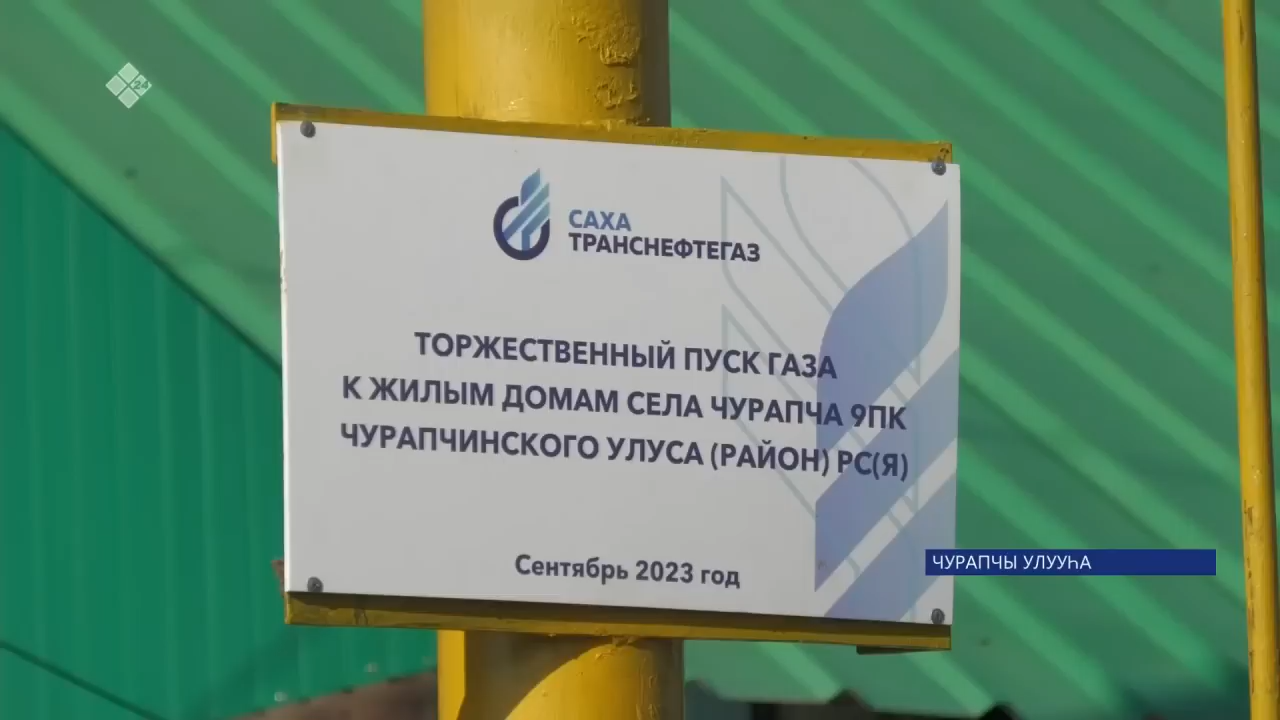 24
САХА
ТРАНСНЕФТЕГАЗ
ТОРЖЕСТВЕННЫЙ ПУСК ГАЗА
К ЖИЛЫМ ДОМАМ СЕЛА ЧУРАПЧА 9ПК
ЧУРАПЧИНСКОГО УЛУСА (РАЙОН) РС(Я)
Сентябрь 2023 год
ЧУРАПЧЫ УЛУУҺА